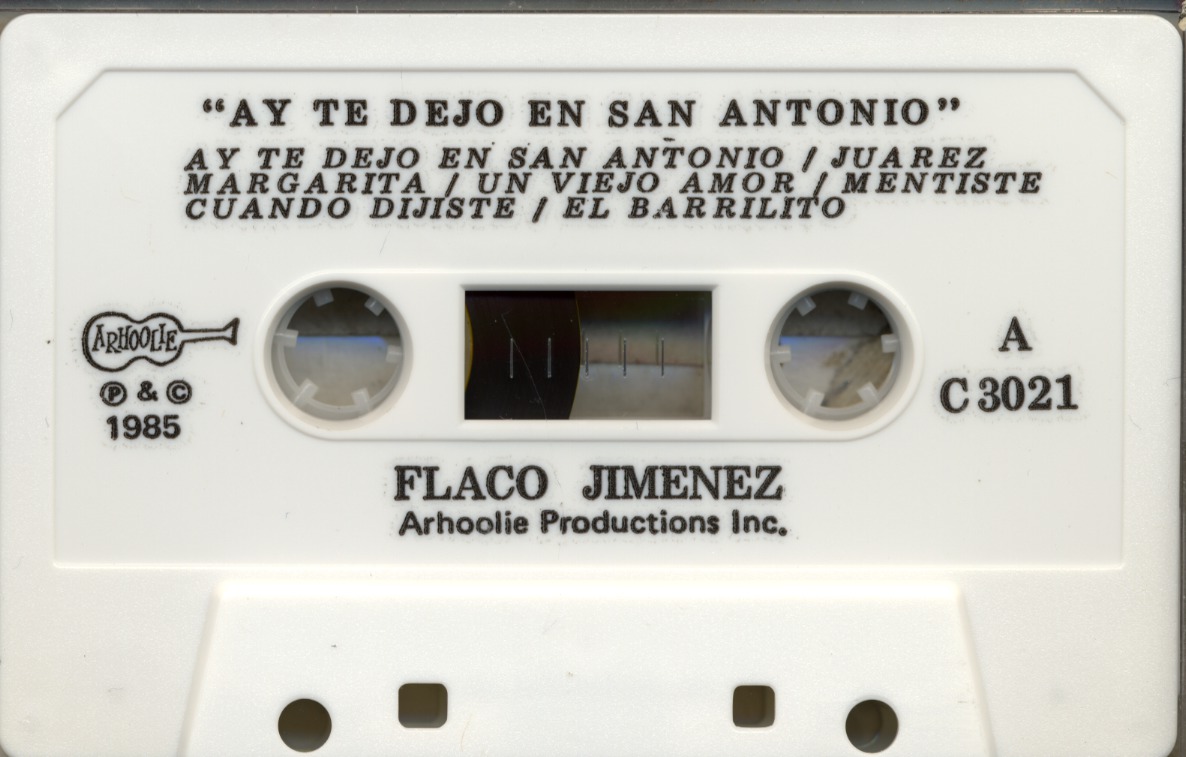 “AY TE DEJO EN SAN ANTONIO”
AY TE DEJO EN SAN ANTONIO / JUAREZ
MARGARITA / UN VIEJO AMOR / MENTISTE
CUANDO DIJISTE / EL BARRILITO
ARHOOLIE
℗ & ©
1985
A
C 3021
FLACO JIMENEZ
Arhoolie Productions Inc.